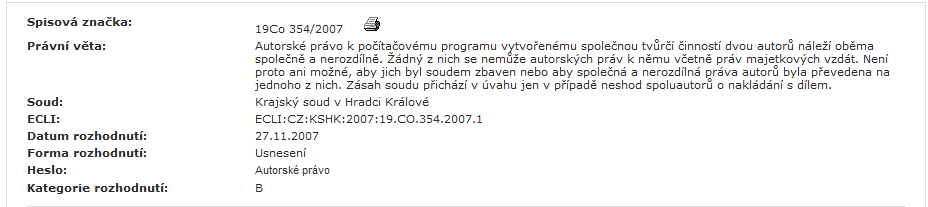 Spisová značka: 19Co 354/2007
Právní věta: Autorské právo k počítačovému programu vytvořenému společnou tvůrčí činností dvou autorů náleží oběma
společně a nerozdílně. Žádný z nich se nemůže autorských práv k němu včetně práv majetkových vzdát. Není
proto ani možné, aby jich byl soudem zbaven nebo aby společná a nerozdílná práva autorů byla převedena na
jednoho z nich. Zásah soudu přichází v úvahu jen v případě neshod spoluautorů o nakládání s dílem.
Soud: Krajský soud v Hradci Králové
ECLI: ECLI:CZ:KSHK:2007:19.CO.354.2007.1
Datum rozhodnutí: 27.11.2007
Forma rozhodnutí: Usnesení
Heslo: Autorské právo
Kategorie rozhodnutí: B